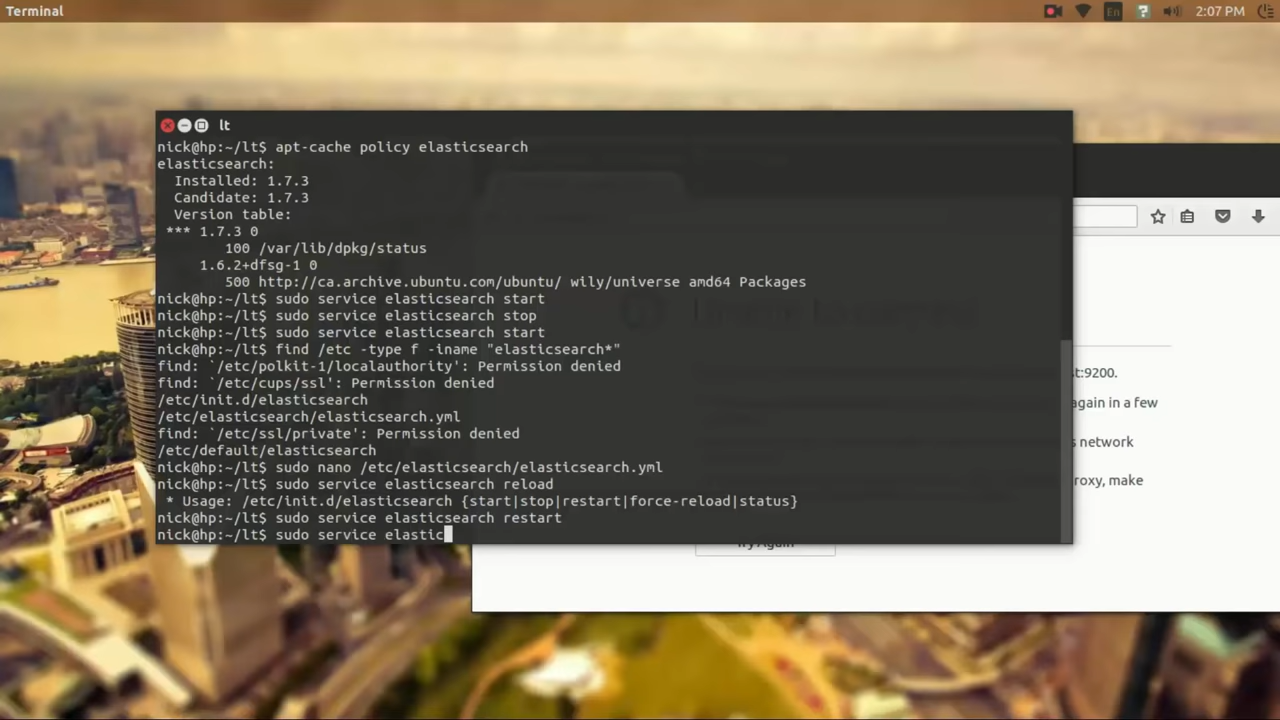 Terminal
En
2:07 PM
lt
nick@hp:~/lt$ apt-cache policy elasticsearch
elasticsearch:
  Installed: 1.7.3
  Candidate: 1.7.3
  Version table:
 *** 1.7.3 0
        100 /var/lib/dpkg/status
     1.6.2+dfsg-1 0
        500 http://ca.archive.ubuntu.com/ubuntu/ wily/universe amd64 Packages
nick@hp:~/lt$ sudo service elasticsearch start
nick@hp:~/lt$ sudo service elasticsearch stop
nick@hp:~/lt$ sudo service elasticsearch start
nick@hp:~/lt$ find /etc -type f -iname "elasticsearch*"
find: `/etc/polkit-1/localauthority': Permission denied
find: `/etc/cups/ssl': Permission denied
/etc/init.d/elasticsearch
/etc/elasticsearch/elasticsearch.yml
find: `/etc/ssl/private': Permission denied
/etc/default/elasticsearch
nick@hp:~/lt$ sudo nano /etc/elasticsearch/elasticsearch.yml
nick@hp:~/lt$ sudo service elasticsearch reload
 * Usage: /etc/init.d/elasticsearch {start|stop|restart|force-reload|status}
nick@hp:~/lt$ sudo service elasticsearch restart
nick@hp:~/lt$ sudo service elastic
st:9200.
again in a few
s network
roxy, make
Try Again